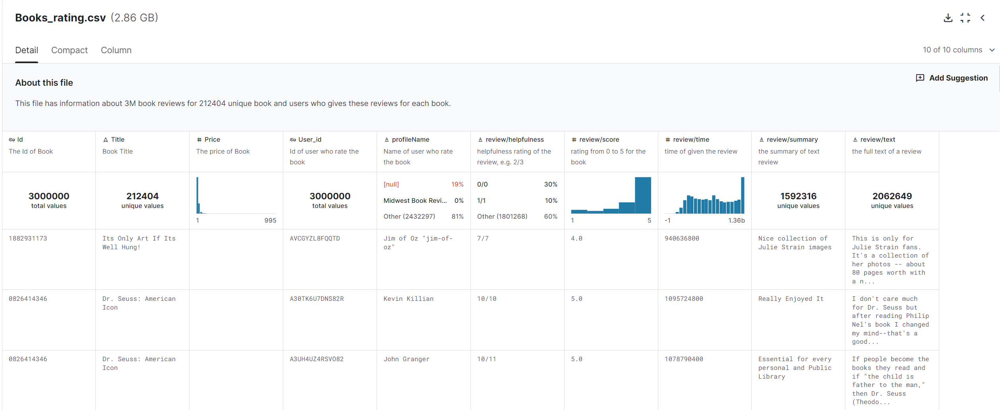 Books_rating.csv (2.86 GB)
Detail Compact Column
10 of 10 columns
About this file
Add Suggestion
This file has information about 3M book reviews for 212404 unique book and users who gives these reviews for each book.
Id
The Id of Book
Title
Book Title
Price
The price of Book
User_id
Id of user who rate the
book
profileName
Name of user who rate
the book
review/helpfulness
helpfulness rating of the
review, e.g. 2/3
review/score
rating from 0 to 5 for the
book
review/time
time of given the review
review/summary
the summary of text
review
review/text
the full text of a review
3000000
total values
212404
unique values
1 995
3000000
total values
[null] 19%
Midwest Book Revi... 0%
Other (2432297) 81%
0/0 30%
1/1 10%
Other (1801268) 60%
1 5
-1 1.36b
1592316
unique values
2062649
unique values
1882931173
Its Only Art If Its
Well Hung!
AVCGYZL8FQQTD
Jim of Oz "jim-of-
oz"
7/7
4.0
940636800
Nice collection of
Julie Strain images
This is only for
Julie Strain fans.
It's a collection of
her photos -- about
80 pages worth with
a n...
0826414346
Dr. Seuss: American
Icon
A30TK6U7DNS82R
Kevin Killian
10/10
5.0
1095724800
Really Enjoyed It
I don't care much
for Dr. Seuss but
after reading Philip
Nel's book I changed
my mind--that's a
good...
0826414346
Dr. Seuss: American
Icon
A3UH4UZ4RSVO82
John Granger
10/11
5.0
1078790400
Essential for every
personal and Public
Library
If people become the
books they read and
if "the child is
father to the man,"
then Dr. Seuss
(Theodo...